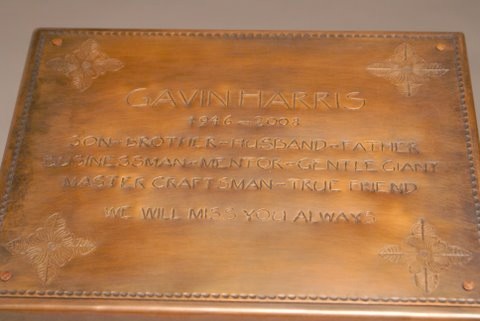 GAVIN HARRIS
1946-2001
SON-BROTHER-HUSBAND-FATHER
BUSINESSMAN-MENTOR-GENTLE GIANT
MASTER CRAFTSMAN-TRUE FRIEND
WE WILL MISS YOU ALWAYS